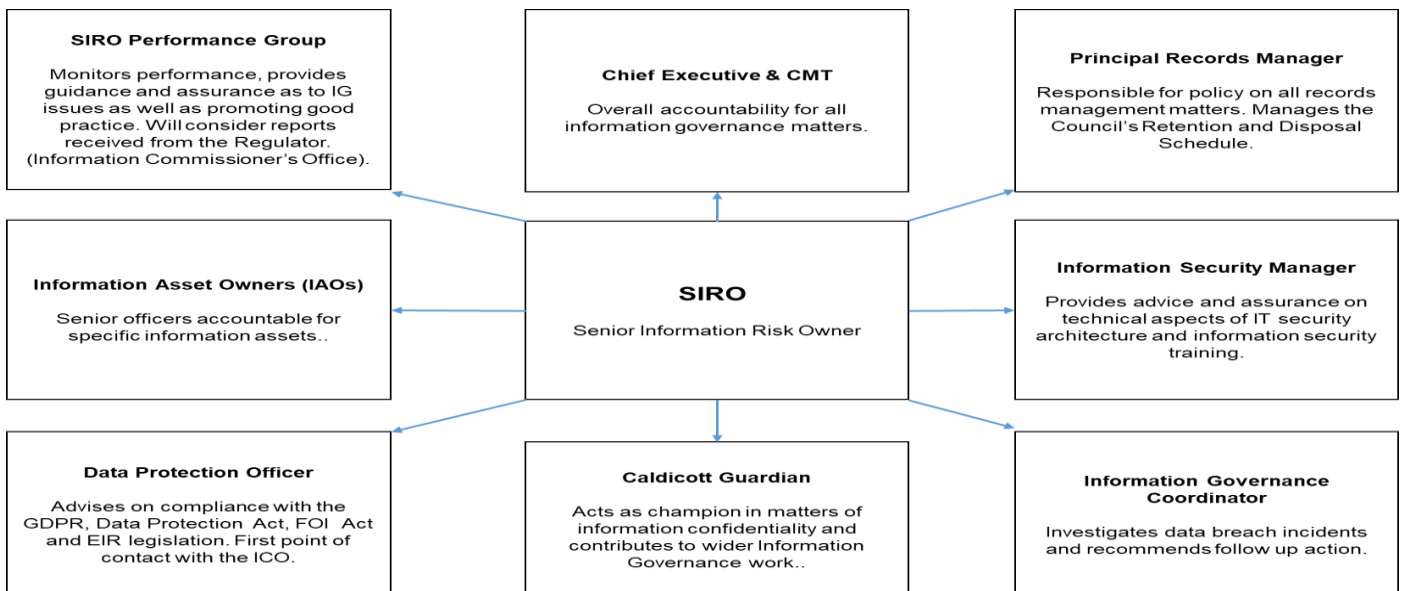 SIRO Performance Group
Monitors performance, provides
guidance and assurance as to IG
issues as well as promoting good
practice. Will consider reports
received from the Regulator.
(Information Commissioner's Office).
Chief Executive & CMT
Overall accountability for all
information governance matters.
Principal Records Manager
Responsible for policy on all records
management matters. Manages the
Council's Retention and Disposal
Schedule.
Information Asset Owners (IAOs)
Senior officers accountable for
specific information assets..
SIRO
Senior Information Risk Owner
Information Security Manager
Provides advice and assurance on
technical aspects of IT security
architecture and information security
training.
Data Protection Officer
Advises on compliance with the
GDPR, Data Protection Act, FOI Act
and EIR legislation. First point of
contact with the ICO.
Caldicott Guardian
Acts as champion in matters of
information confidentiality and
contributes to wider Information
Governance work..
Information Governance
Coordinator
Investigates data breach incidents
and recommends follow up action.